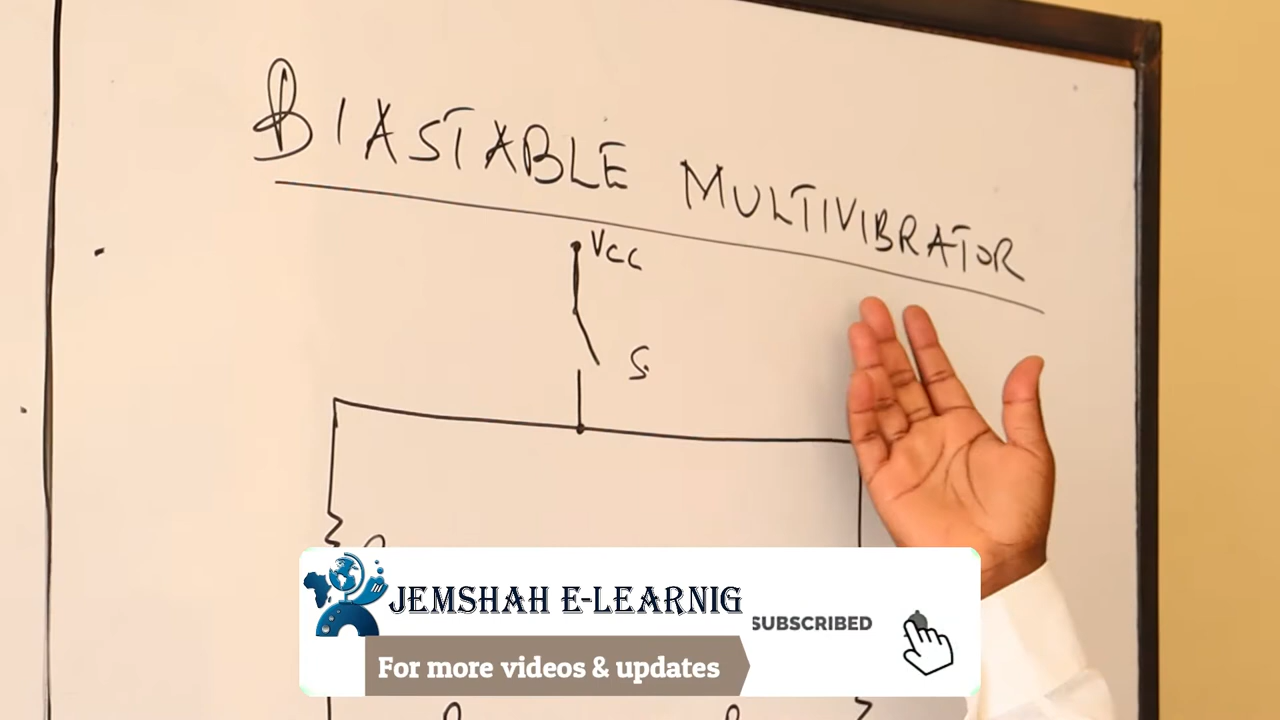 BIASTABLE MULTIVIBRATOR
VCC
S
JEMSHAH E-LEARNIG
SUBSCRIBED
For more videos & updates